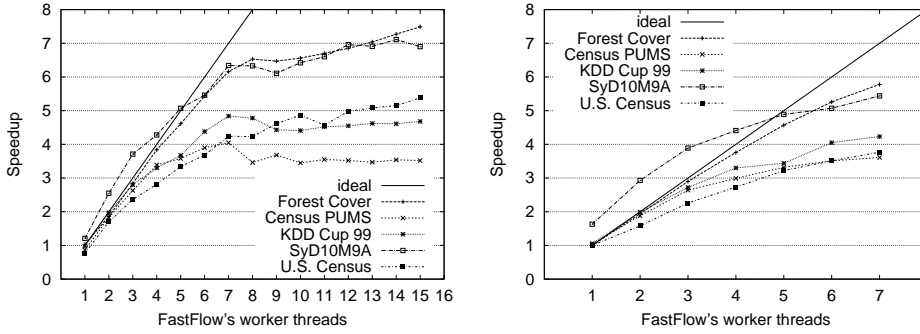 8
7
6
5
4
3
2
1
0
Speedup
ideal
Forest Cover
Census PUMS
KDD Cup 99
SyD10M9A
U.S. Census
1 2 3 4 5 6 7 8 9 10 11 12 13 14 15 16
FastFlow's worker threads
8
7
6
5
4
3
2
1
0
Speedup
ideal
Forest Cover
Census PUMS
KDD Cup 99
SyD10M9A
U.S. Census
1 2 3 4 5 6 7
FastFlow's worker threads